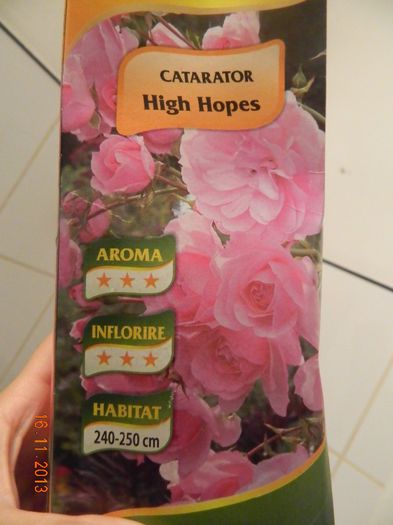 CATARATOR
High Hopes
AROMA
INFLORIRE
HABITAT
240-250 cm
16.11.2013